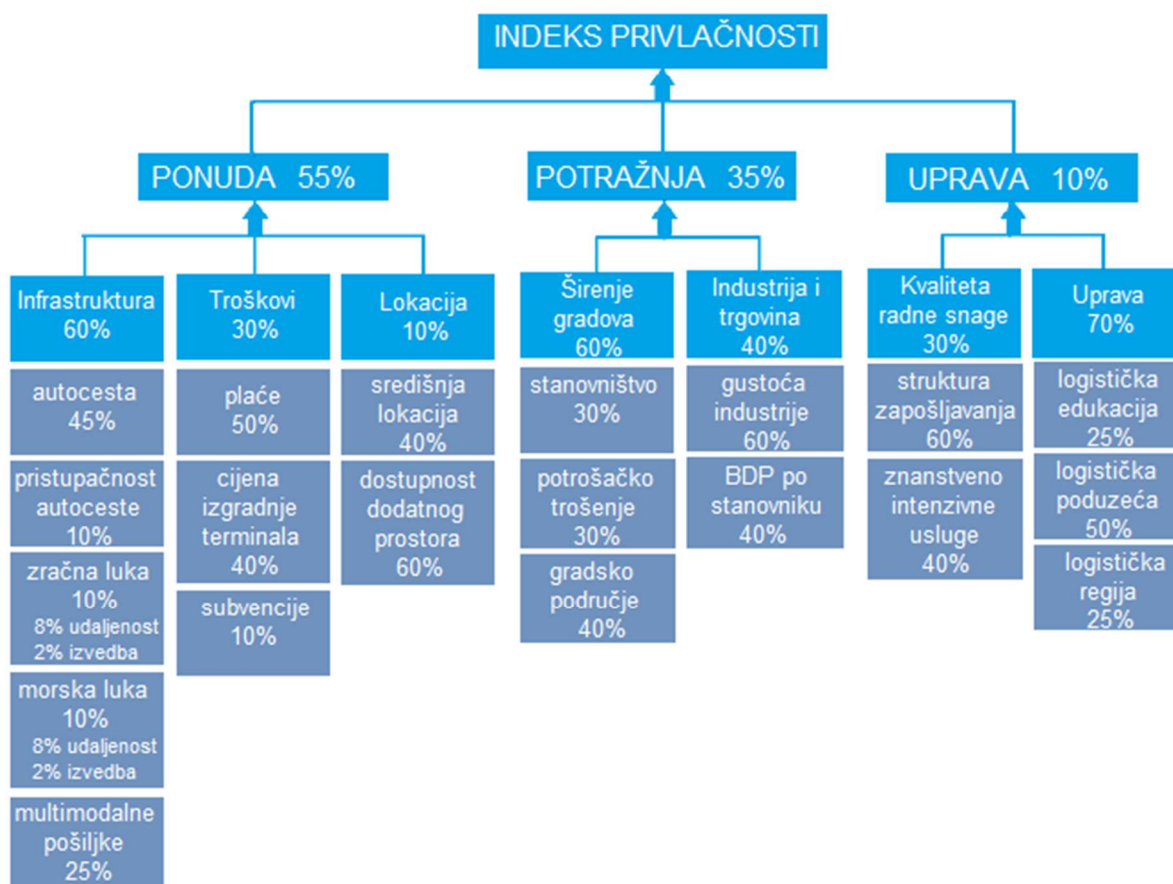 INDEKS PRIVLAČNOSTI
PONUDA 55%
POTRAŽNJA 35%
UPRAVA 10%
Infrastruktura
60%
autocesta
45%
pristupačnost
autoceste
10%
zračna luka
10%
8% udaljenost
2% izvedba
morska luka
10%
8% udaljenost
2% izvedba
multimodalne
pošiljke
25%
Troškovi
30%
plaće
50%
cijena
izgradnje
terminala
40%
subvencije
10%
Lokacija
10%
središnja
lokacija
40%
dostupnost
dodatnog
prostora
60%
Širenje
gradova
60%
stanovništvo
30%
potrošačko
trošenje
30%
gradsko
područje
40%
Industrija i
trgovina
40%
gustoća
industrije
60%
BDP po
stanovniku
40%
Kvaliteta
radne snage
30%
struktura
zapošljavanja
60%
znanstveno
intenzivne
usluge
40%
Uprava
70%
logistička
edukacija
25%
logistička
poduzeća
50%
logistička
regija
25%